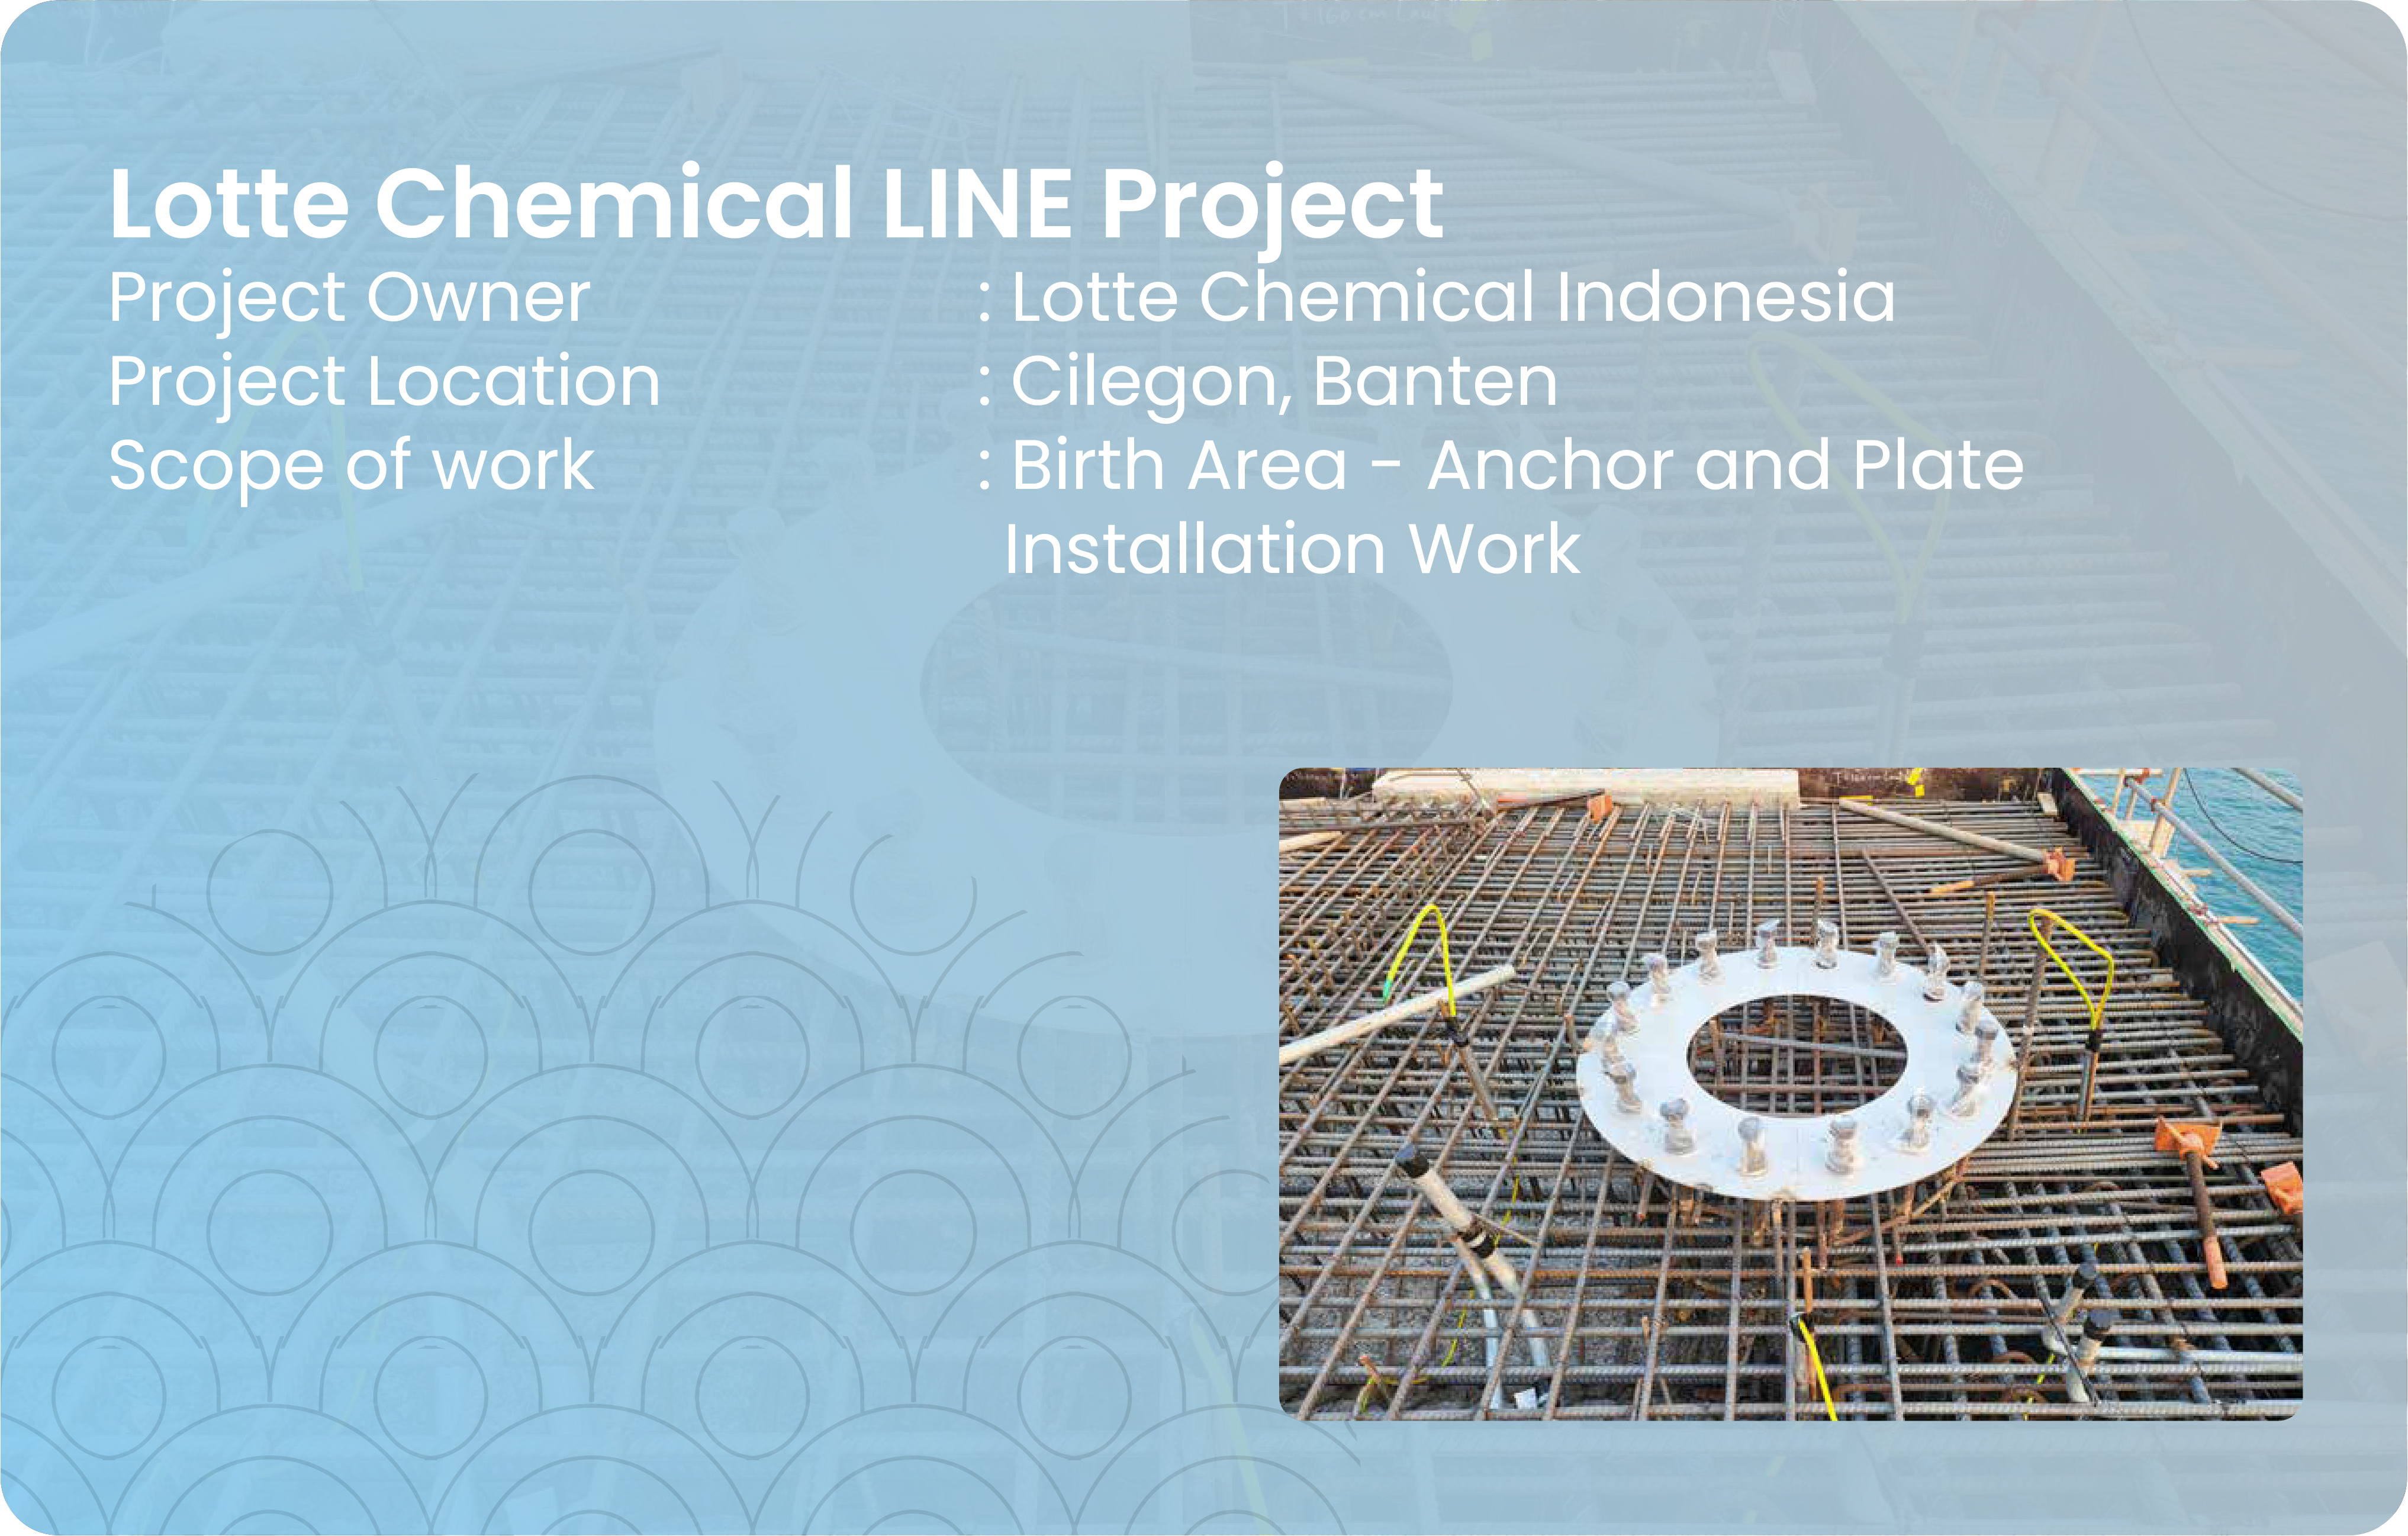 Lotte Chemical LINE Project
Project Owner : Lotte Chemical Indonesia
Project Location : Cilegon, Banten
Scope of work : Birth Area - Anchor and Plate
Installation Work